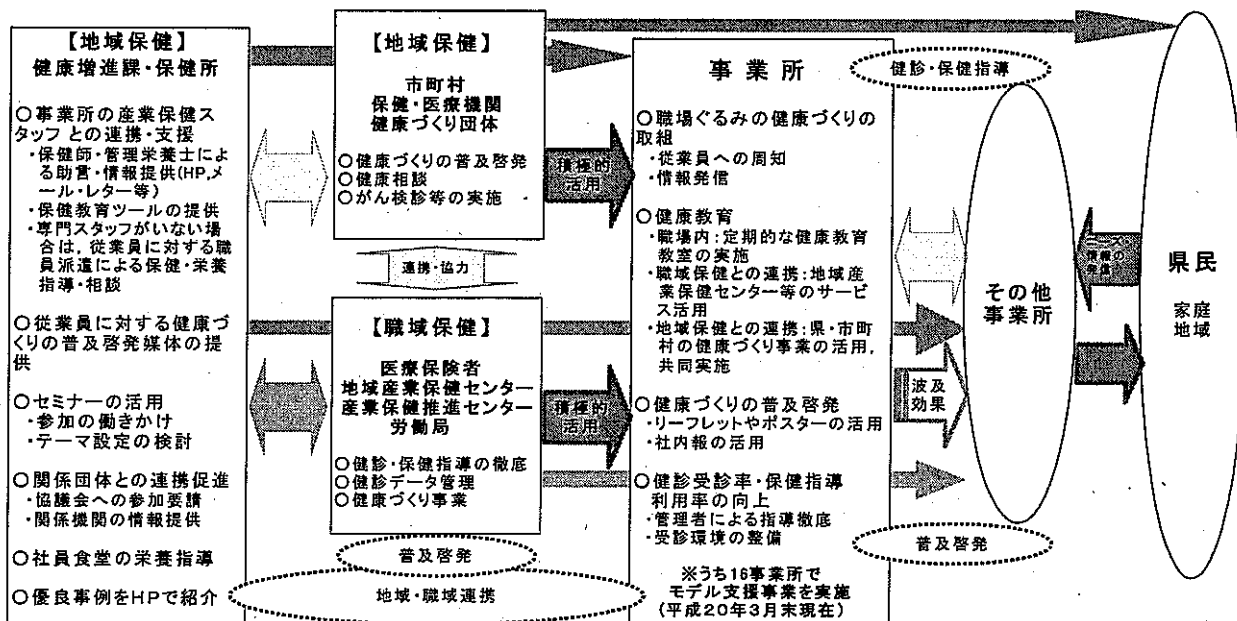 【地域保健】
健康増進課・保健所
○事業所の産業保健ス
タッフとの連携・支援
・保健師・管理栄養士によ
る助言・情報提供(HP,メ
ール・レター等)
・保健教育ツールの提供
・専門スタッフがいない場
合は,従業員に対する職
員派遣による保健・栄養
指導・相談
○従業員に対する健康づ
くりの普及啓発媒体の提
供
○セミナーの活用
・参加の働きかけ
・テーマ設定の検討
○関係団体との連携促進
・協議会への参加要請
・関係機関の情報提供
○社員食堂の栄養指導
○優良事例をHPで紹介
【地域保健】
市町村
保健・医療機関
健康づくり団体
○健康づくりの普及啓発
○健康相談
○がん検診等の実施
連携・協力
【職域保健】
医療保険者
地域産業保健センター
産業保健推進センター
労働局
○健診・保健指導の徹底
○健診データ管理
○健康づくり事業
普及啓発
地域・職域連携
積極的
活用
積極的
活用
事業所
○職場ぐるみの健康づくりの
取組
・従業員への周知
・情報発信
○健康教育
・職場内:定期的な健康教育
教室の実施
・職域保健との連携:地域産
業保健センター等のサービ
ス活用
・地域保健との連携:県・市町
村の健康づくり事業の活用,
共同実施
○健康づくりの普及啓発
・リーフレットやポスターの活用
・社内報の活用
○健診受診率・保健指導
利用率の向上
・管理者による指導徹底
・受診環境の整備
※うち16事業所で
モデル支援事業を実施
(平成20年3月末現在)
健診・保健指導
波及
効果
普及啓発
その他
事業所
ニーズ
情報の
発信
県民
家庭
地域